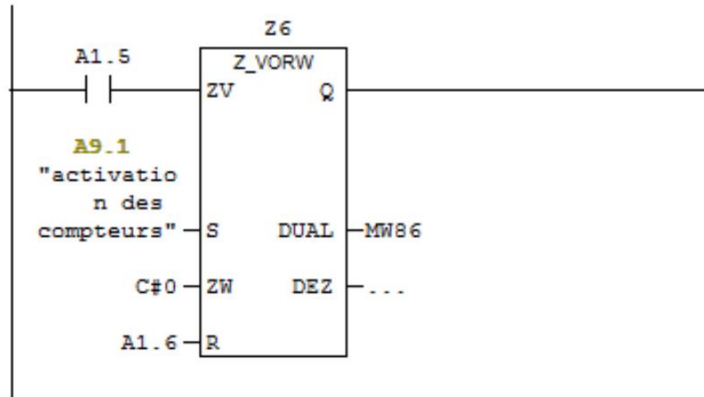 Z6
A1.5
Z_VORW
ZV Q
A9.1
"activatio
n des
compteurs" S DUAL MW86
C#0 ZW DEZ ...
A1.6 R